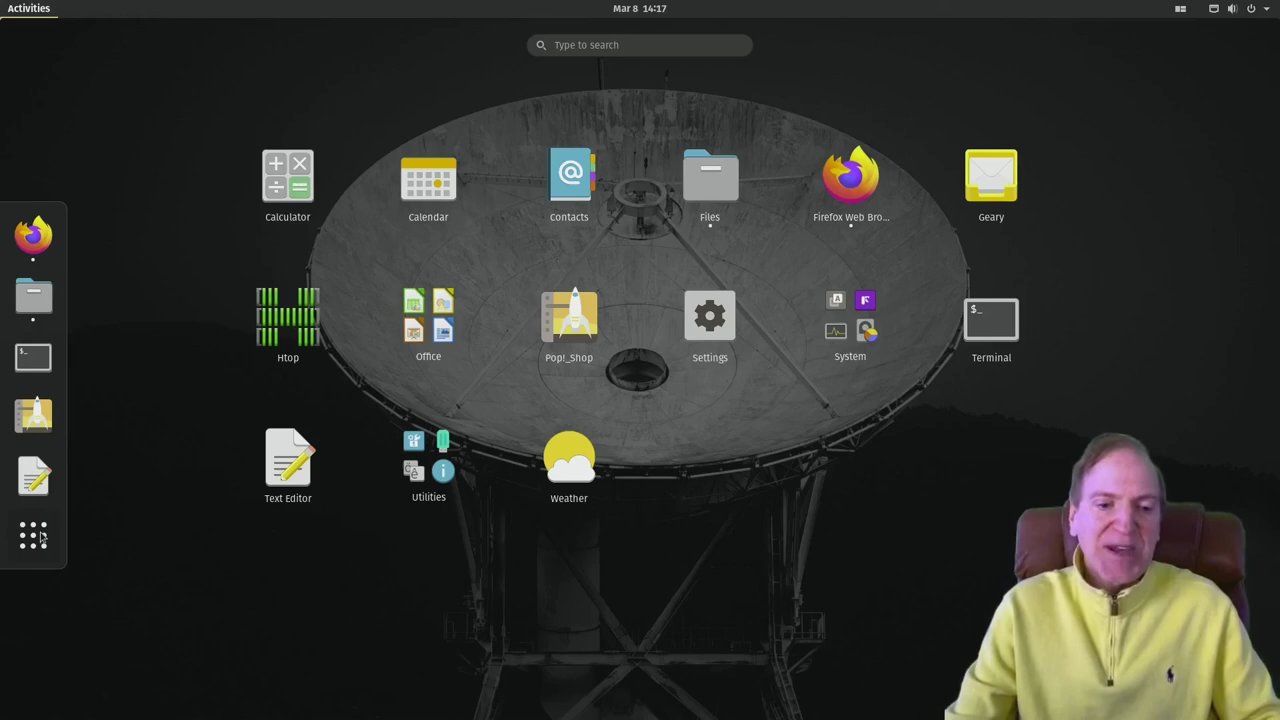 Activities
Mar 8 14:17
Type to search
Calculator
Calendar
Contacts
Files
Firefox Web Bro...
Geary
Htop
Office
Pop!_Shop
Settings
System
$_
Terminal
$_
Text Editor
Utilities
Weather